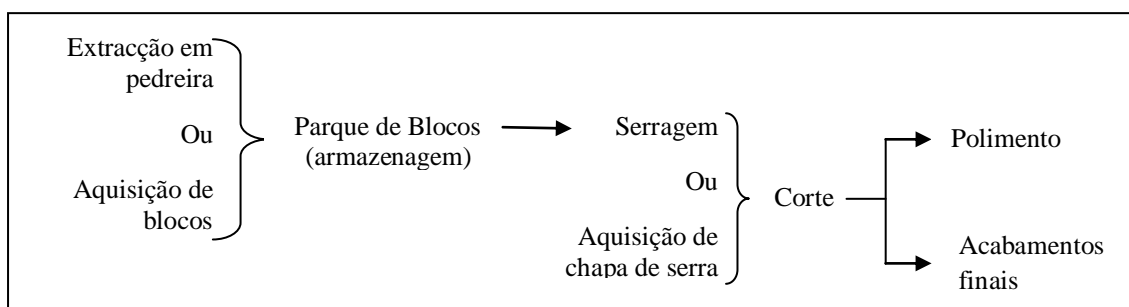 Extracção em
pedreira
Ou
Aquisição de
blocos
Parque de Blocos
(armazenagem)
Serragem
Ou
Aquisição de
chapa de serra
Corte
Polimento
Acabamentos
finais